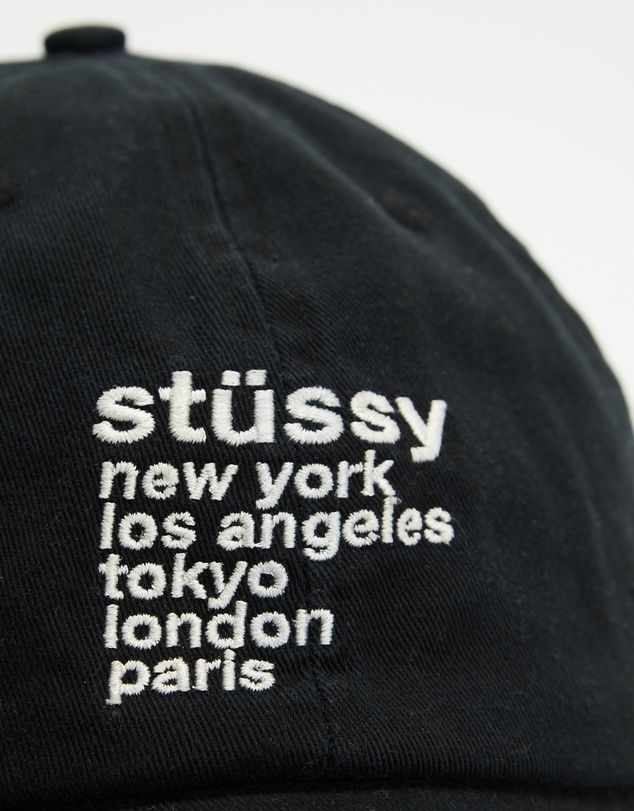 stüssy
new york
los angeles
tokyo
london
paris